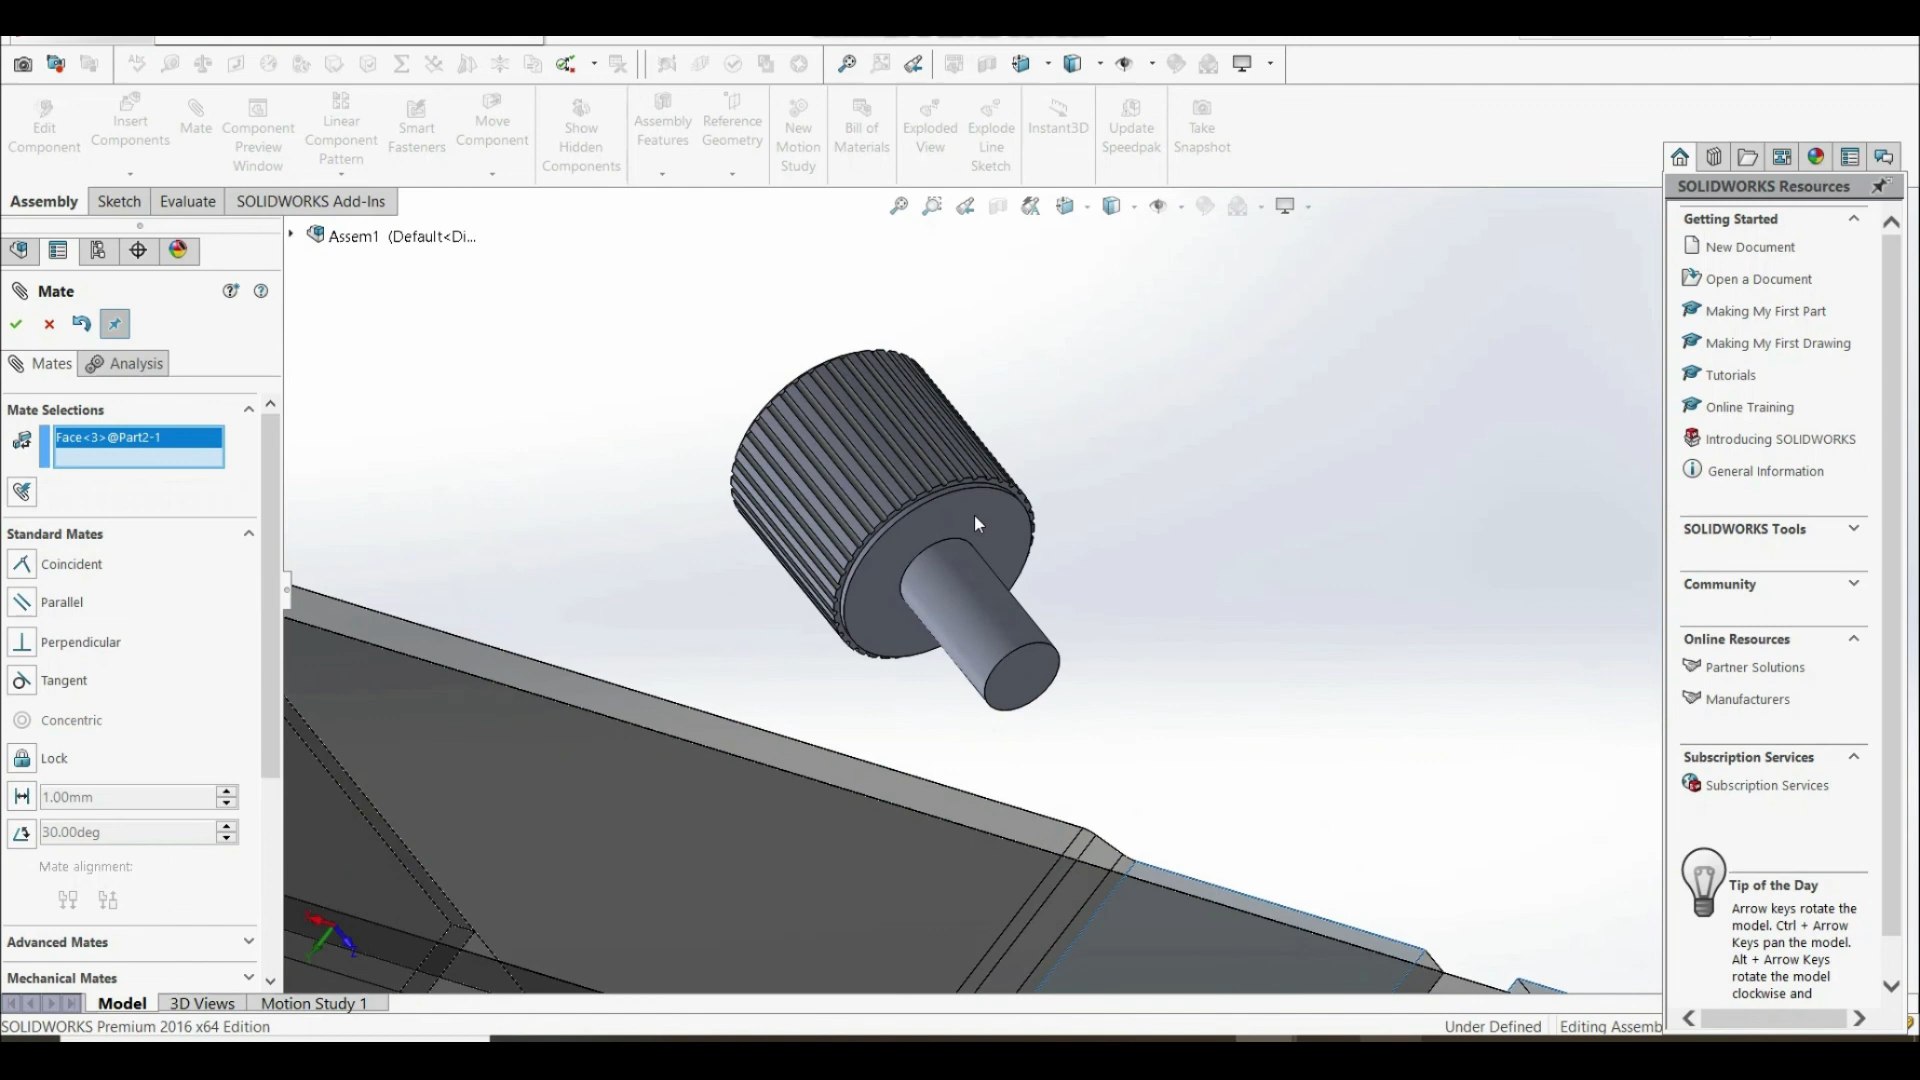 Edit
Component
Insert
Components
Mate
Component
Preview
Window
Linear
Component
Pattern
Smart
Fasteners
Move
Component
Show
Hidden
Components
Assembly
Features
Reference
Geometry
New
Motion
Study
Bill of
Materials
Exploded
View
Explode
Line
Sketch
Instant3D
Update
Speedpak
Take
Snapshot
Assembly
Sketch
Evaluate
SOLIDWORKS Add-Ins
Assem1 (Default<Di...
Mate
Mates
Analysis
Mate Selections
Face<3>@Part2-1
Standard Mates
Coincident
Parallel
Perpendicular
Tangent
Concentric
Lock
1.00mm
30.00deg
Mate alignment:
Advanced Mates
Mechanical Mates
Model
3D Views
Motion Study 1
SOLIDWORKS Premium 2016 x64 Edition
Under Defined
Editing Assemb
SOLIDWORKS Resources
Getting Started
New Document
Open a Document
Making My First Part
Making My First Drawing
Tutorials
Online Training
Introducing SOLIDWORKS
General Information
SOLIDWORKS Tools
Community
Online Resources
Partner Solutions
Manufacturers
Subscription Services
Subscription Services
Tip of the Day
Arrow keys rotate the
model. Ctrl + Arrow
Keys pan the model.
Alt + Arrow Keys
rotate the model
clockwise and